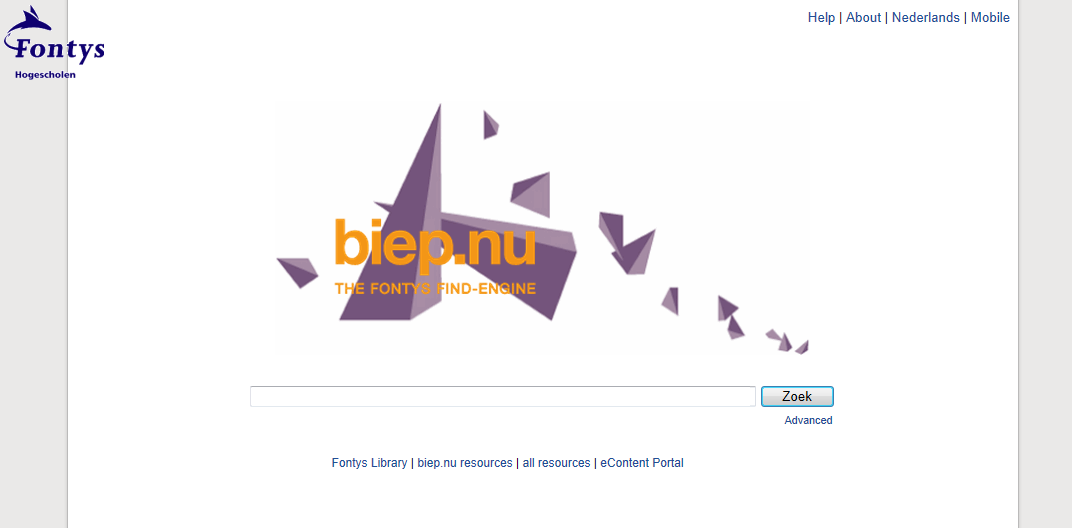 Fontys
Hogescholen
Help | About | Nederlands | Mobile
biep.nu
THE FONTYS FIND-ENGINE
Zoek
Advanced
Fontys Library | biep.nu resources | all resources | eContent Portal